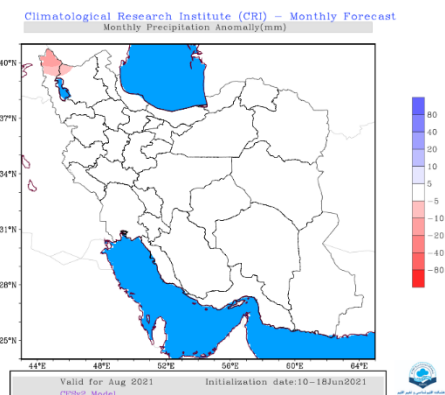 Climatological Research Institute (CRI) – Monthly Forecast
Monthly Precipitation Anomaly(mm)
40°N
37°N
34°N
31°N
28°N
25°N
44°E 48°E 52°E 56°E 60°E 64°E
80
40
20
10
5
-5
-10
-20
-40
-80
Valid for Aug 2021 Initialization date:10-18Jun2021
Model